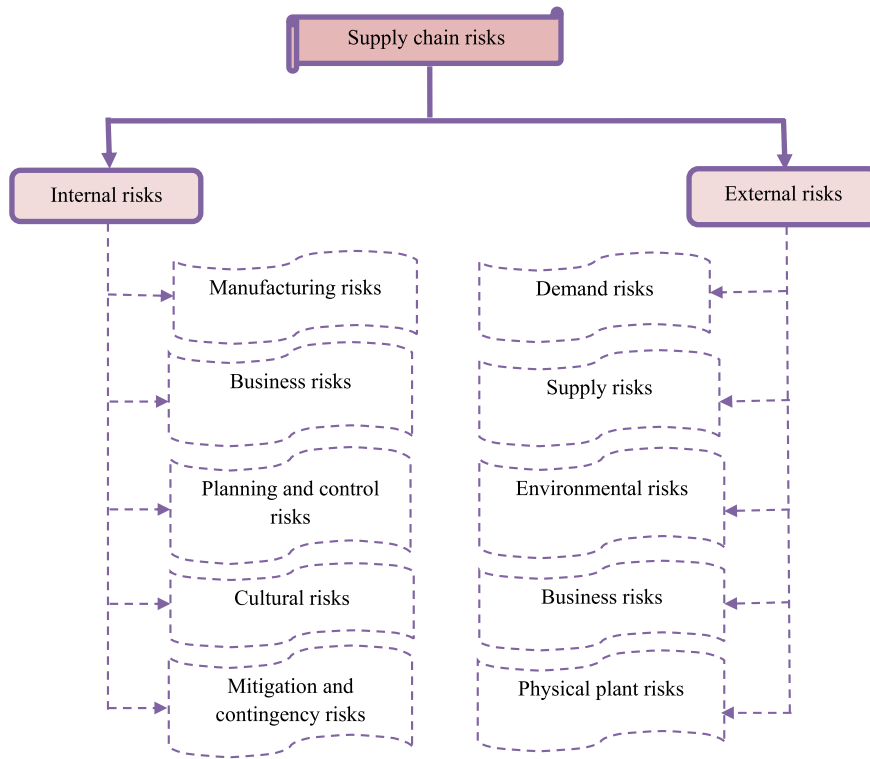 Supply chain risks
Internal risks
External risks
Manufacturing risks
Business risks
Planning and control
risks
Cultural risks
Mitigation and
contingency risks
Demand risks
Supply risks
Environmental risks
Business risks
Physical plant risks